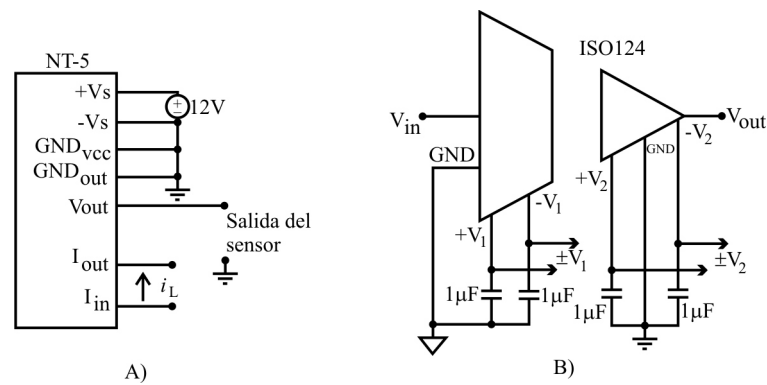 NT-5
+Vs
-Vs
GNDvcc
GNDout
Vout
Iout
Iin
12V
Salida del
sensor
iL
A)
Vin
GND
+V1
-V1
±V1
1µF
1µF
ISO124
Vout
GND
+V2
-V2
±V2
1µF
1µF
B)